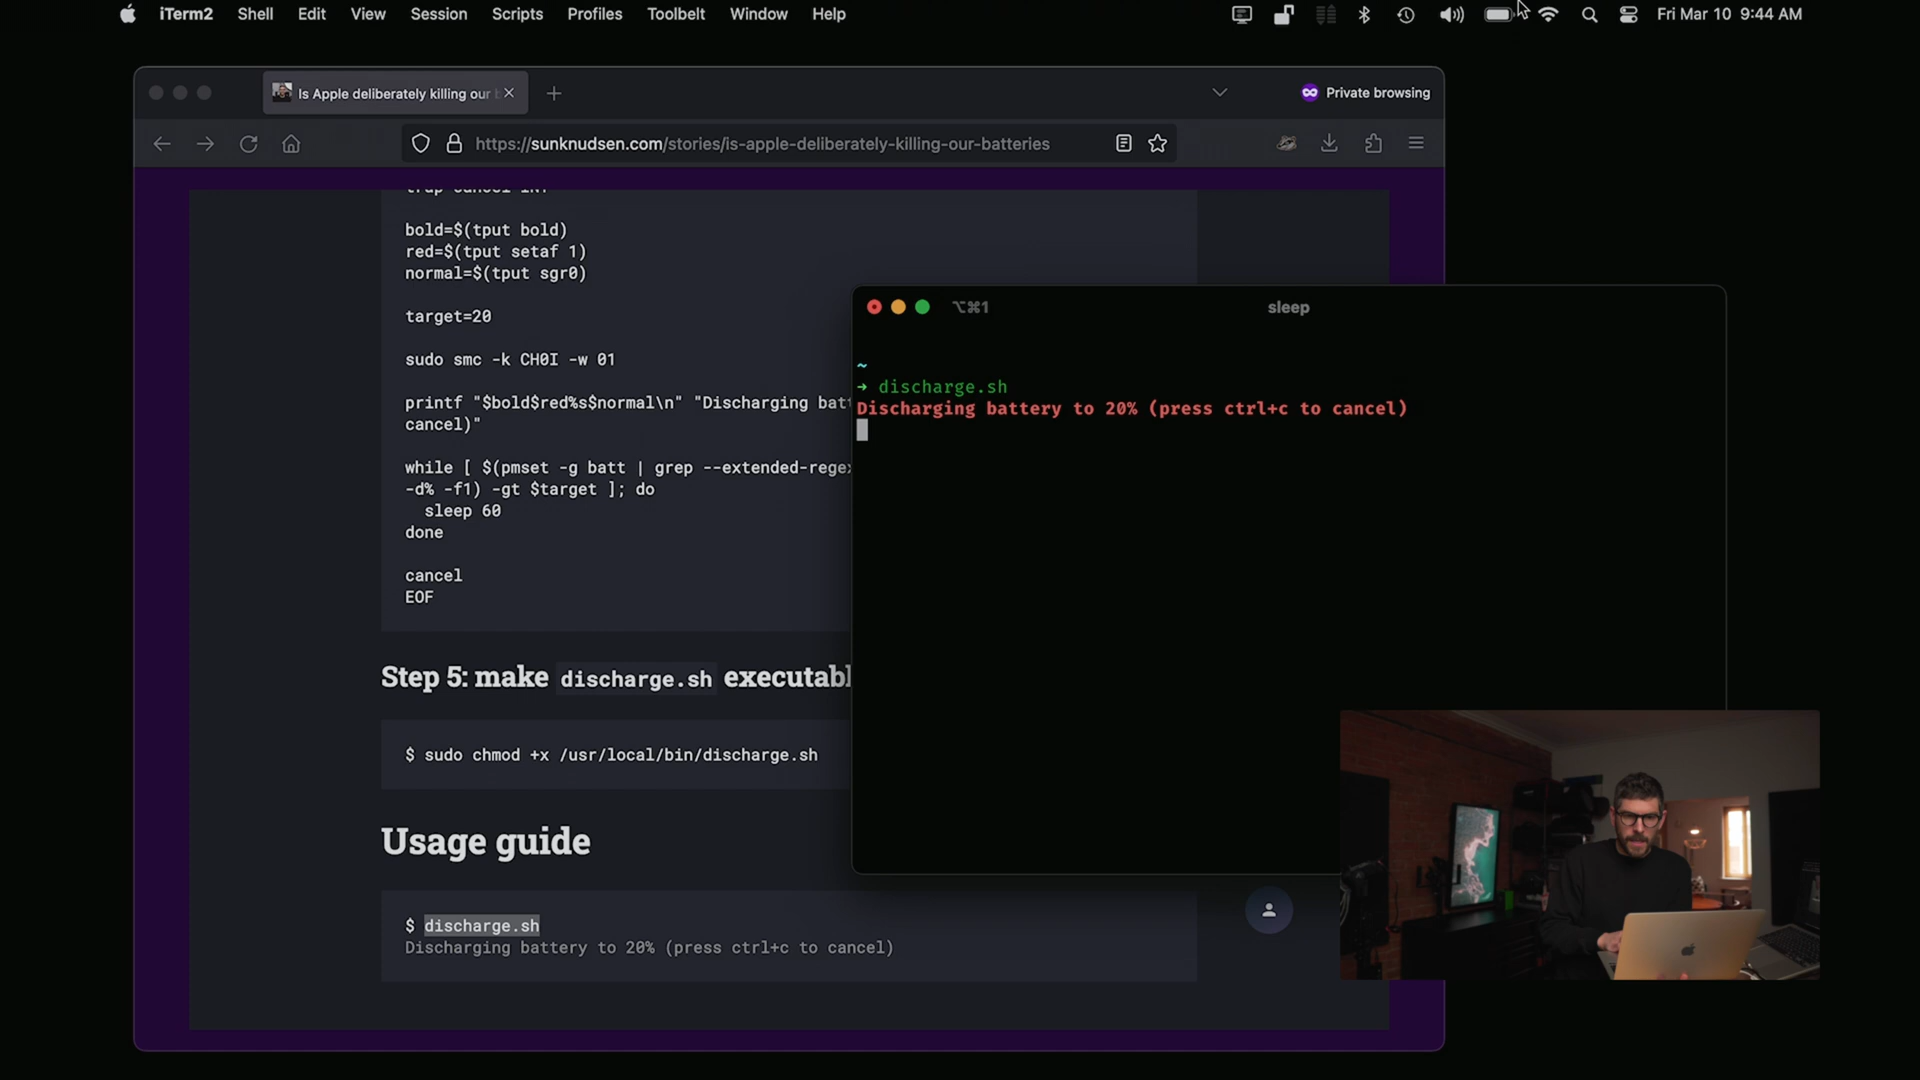 iTerm2 Shell Edit View Session Scripts Profiles Toolbelt Window Help Fri Mar 10 9:44 AM
Is Apple deliberately killing our
Private browsing
https://sunknudsen.com/stories/is-apple-deliberately-killing-our-batteries
bold=$(tput bold)
red=$(tput setaf 1)
normal=$(tput sgr0)
target=20
sudo smc -k CH0I -w 01
printf "$bold$red%s$normal\n" "Discharging bat
cancel)"
while [ $(pmset -g batt | grep --extended-rege
-d% -f1) -gt $target ]; do
sleep 60
done
cancel
EOF
Step 5: make discharge.sh executabl
$ sudo chmod +x /usr/local/bin/discharge.sh
Usage guide
$ discharge.sh
Discharging battery to 20% (press ctrl+c to cancel)
⌥⌘1
sleep
~
➜ discharge.sh
Discharging battery to 20% (press ctrl+c to cancel)